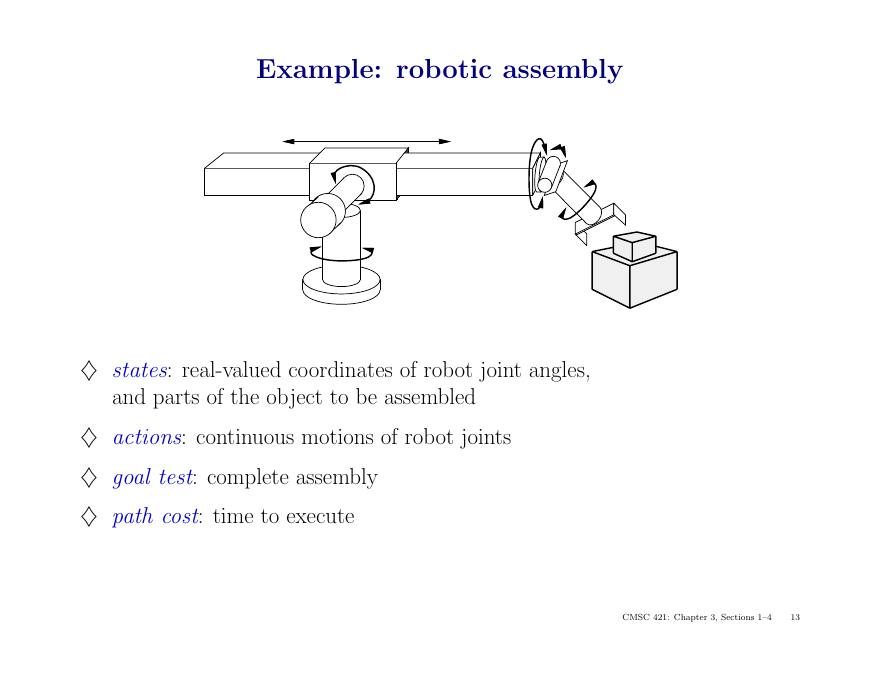 Example: robotic assembly
♢ states: real-valued coordinates of robot joint angles,
and parts of the object to be assembled
♢ actions: continuous motions of robot joints
♢ goal test: complete assembly
♢ path cost: time to execute
CMSC 421: Chapter 3, Sections 1–4 13